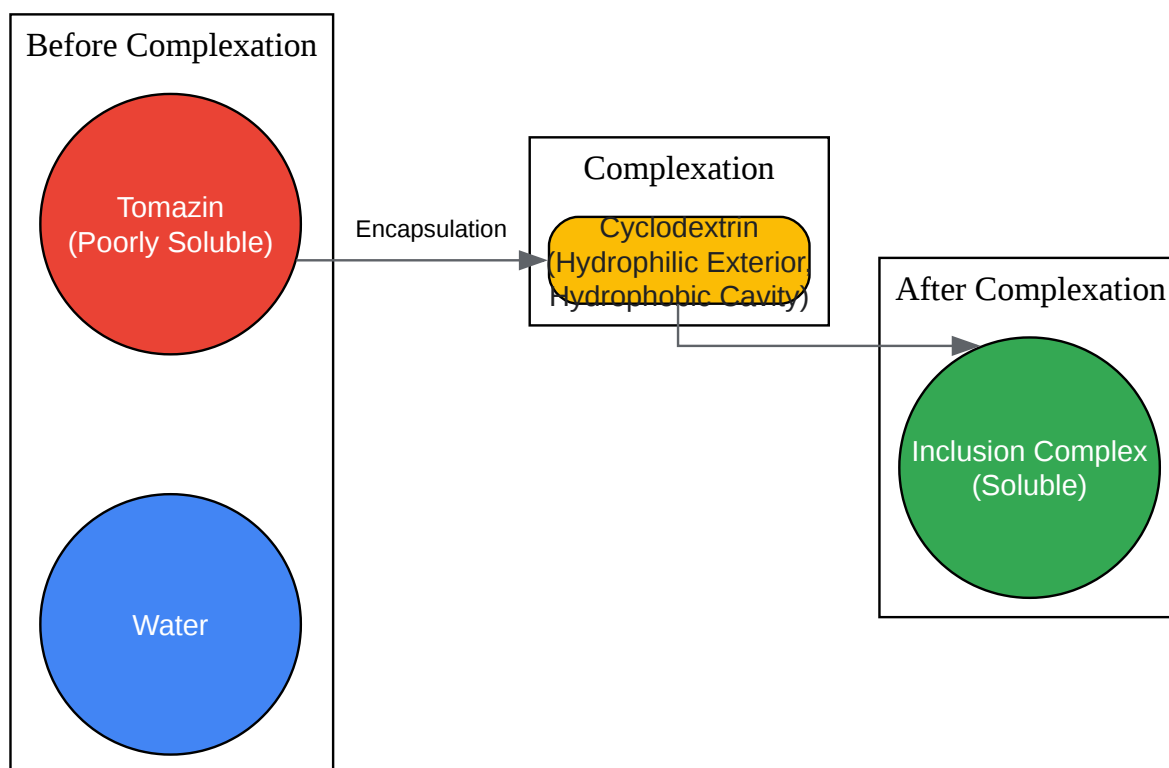 Before Complexation
Tomazin
(Poorly Soluble)
Water
Encapsulation
Complexation
Cyclodextrin
(Hydrophilic Exterior,
Hydrophobic Cavity)
After Complexation
Inclusion Complex
(Soluble)